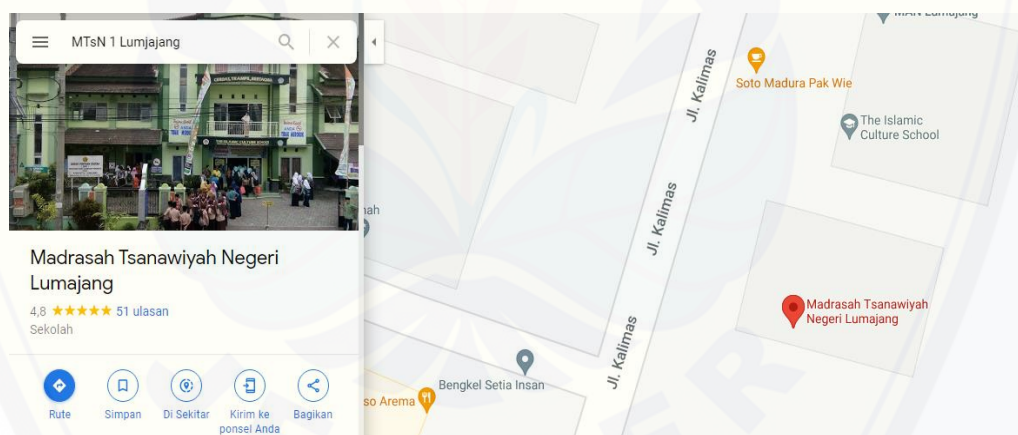 MTsN 1 Lumjajang
Madrasah Tsanawiyah Negeri
Lumajang
4,8
51 ulasan
Sekolah
Rute
Simpan
Di Sekitar
Kirim ke
ponsel Anda
Bagikan
MAN Lumajang
Jl. Kalimas
Soto Madura Pak Wie
The Islamic
Culture School
Jl. Kalimas
nah
Madrasah Tsanawiyah
Negeri Lumajang
Jl. Kalimas
Bengkel Setia Insan
so Arema